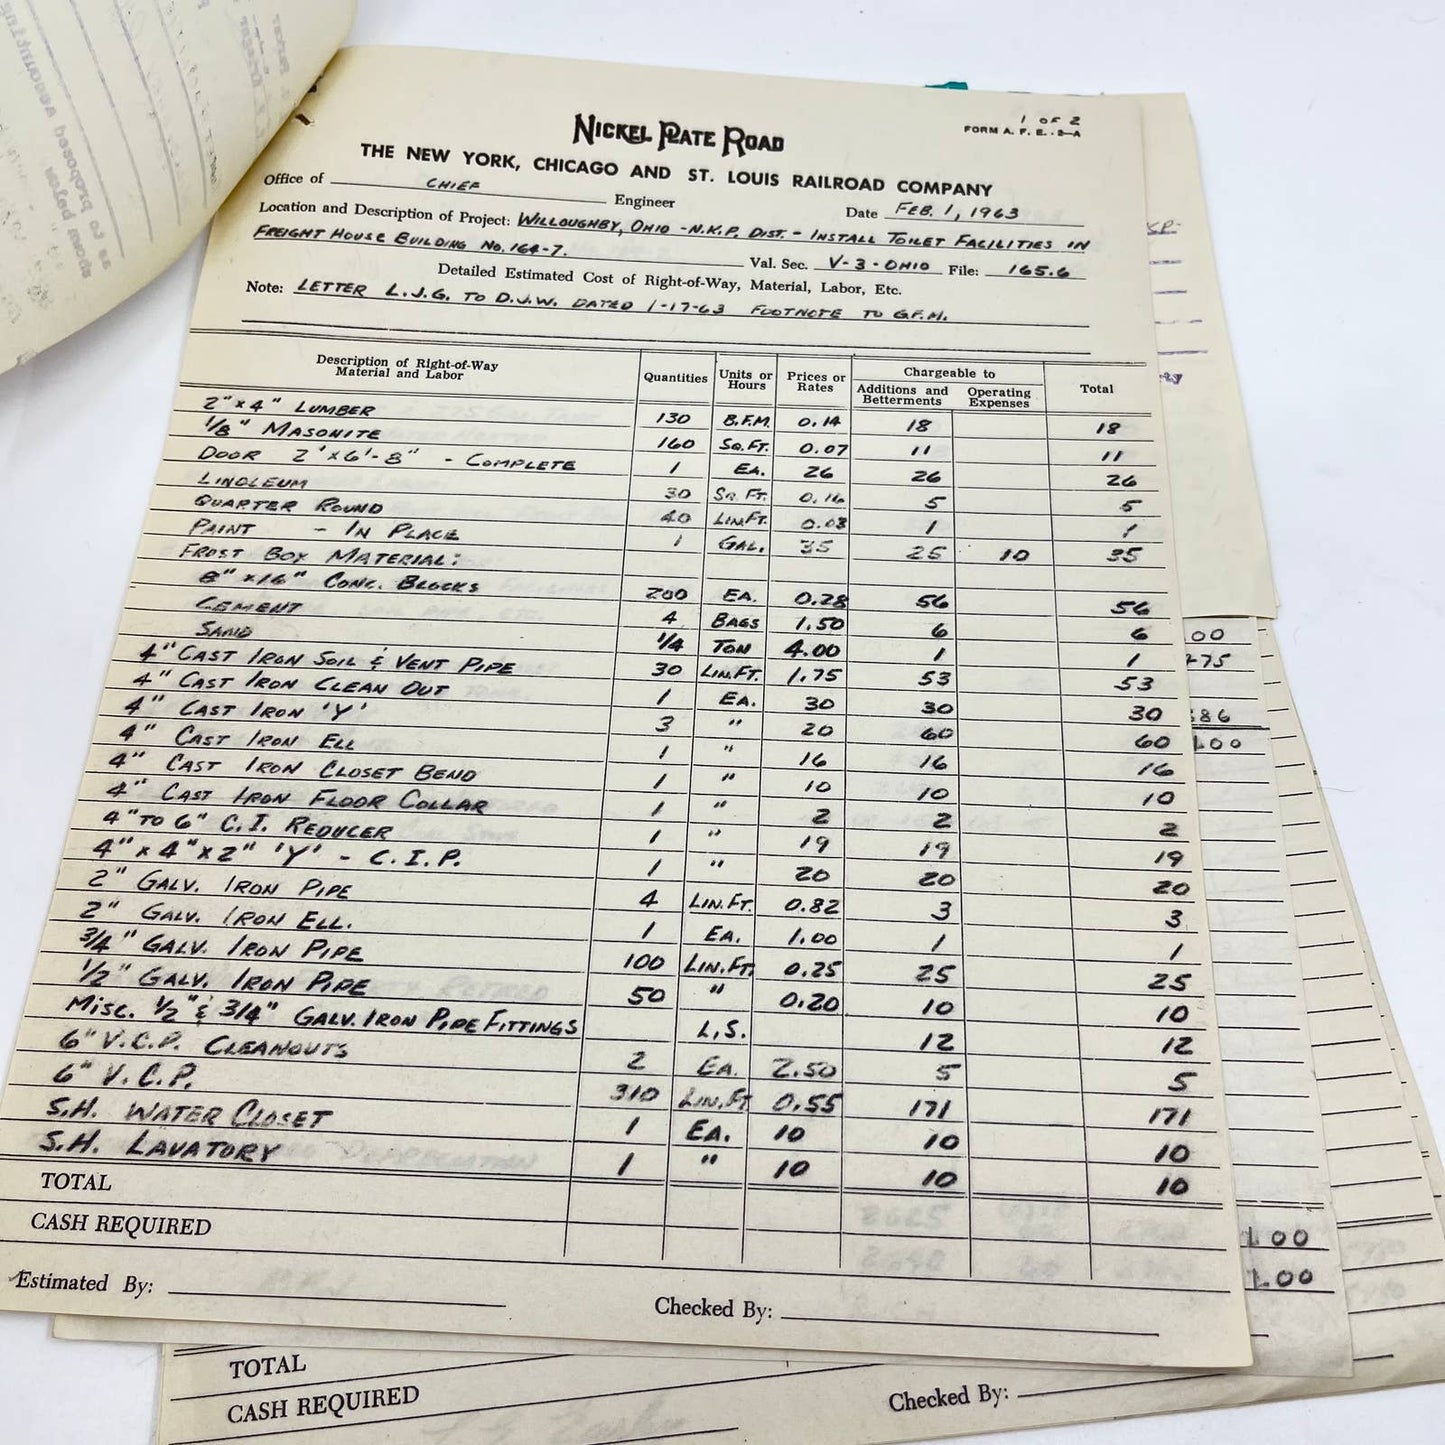 1 OF 2
FORM A. F. E.-3-A
NICKEL PLATE ROAD
THE NEW YORK, CHICAGO AND ST. LOUIS RAILROAD COMPANY
Office of CHIEF Engineer Date FEB. 1, 1963
Location and Description of Project: WILLOUGHBY, OHIO - N.K.P. DIST. - INSTALL TOILET FACILITIES IN
FREIGHT HOUSE BUILDING NO. 164-7. Val. Sec. V-3-OHIO File: 165.6
Detailed Estimated Cost of Right-of-Way, Material, Labor, Etc.
Note: LETTER L.J.G. TO D.J.W. DATED 1-17-63 FOOTNOTE TO G.F.M.
Description of Right-of-Way Material and Labor Quantities Units or Hours Prices or Rates Chargeable to Additions and Betterments Operating Expenses Total
2" x 4" LUMBER 130 B.F.M. 0.14 18 18
1/8" MASONITE 160 SQ.FT. 0.07 11 11
DOOR 2' x 6'-8" - COMPLETE 1 EA. 26 26 26
LINOLEUM 30 SQ. FT. 0.16 5 5
QUARTER ROUND 40 LIN.FT. 0.03 1 1
PAINT - IN PLACE 1 GAL. 35 25 10 35
FROST BOX MATERIAL:
8" x 16" CONC. BLOCKS 200 EA. 0.28 56 56
CEMENT 4 BAGS 1.50 6 6
SAND 1/4 TON 4.00 1 1
4" CAST IRON SOIL & VENT PIPE 30 LIN.FT. 1.75 53 53
4" CAST IRON CLEAN OUT 1 EA. 30 30 30
4" CAST IRON 'Y' 3 " 20 60 60
4" CAST IRON ELL 1 " 16 16 16
4" CAST IRON CLOSET BEND 1 " 10 10 10
4" CAST IRON FLOOR COLLAR 1 " 2 2 2
4" TO 6" C.I. REDUCER 1 " 19 19 19
4" x 4" x 2" 'Y' - C.I.P. 1 " 20 20 20
2" GALV. IRON PIPE 4 LIN.FT. 0.82 3 3
2" GALV. IRON ELL. 1 EA. 1.00 1 1
3/4" GALV. IRON PIPE 100 LIN.FT. 0.25 25 25
1/2" GALV. IRON PIPE 50 " 0.20 10 10
MISC. 1/2" & 3/4" GALV. IRON PIPE FITTINGS L.S. 12 12
6" V.C.P. CLEANOUTS 2 EA. 2.50 5 5
6" V.C.P. 310 LIN.FT 0.55 171 171
S.H. WATER CLOSET 1 EA. 10 10 10
S.H. LAVATORY 1 " 10 10 10
TOTAL
CASH REQUIRED
Estimated By: Checked By:
TOTAL
CASH REQUIRED
Checked By: